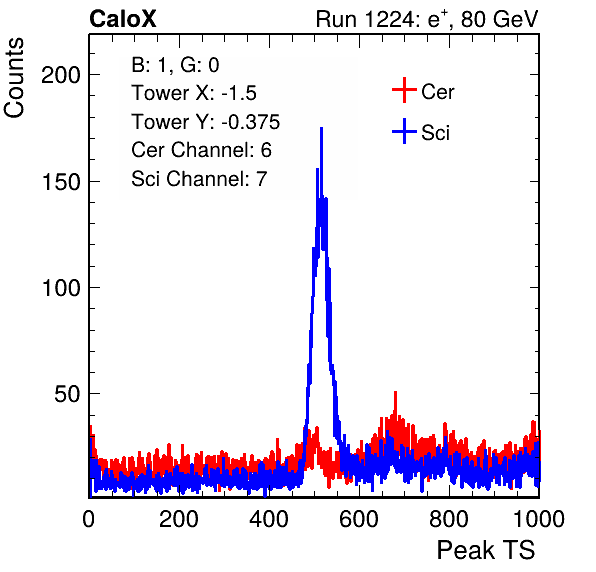 CaloX Run 1224: e⁺, 80 GeV
Counts
B: 1, G: 0
Tower X: -1.5
Tower Y: -0.375
Cer Channel: 6
Sci Channel: 7
Cer
Sci
200
150
100
50
0 200 400 600 800 1000
Peak TS